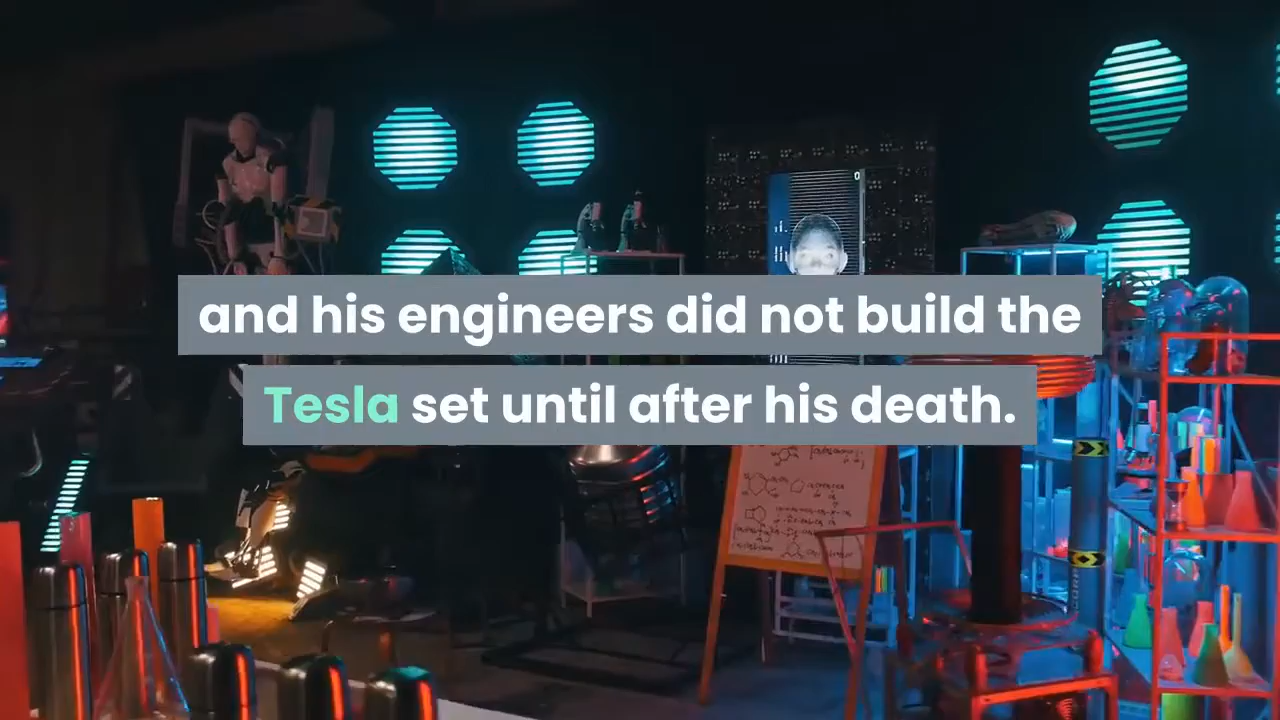 and his engineers did not build the
Tesla set until after his death.